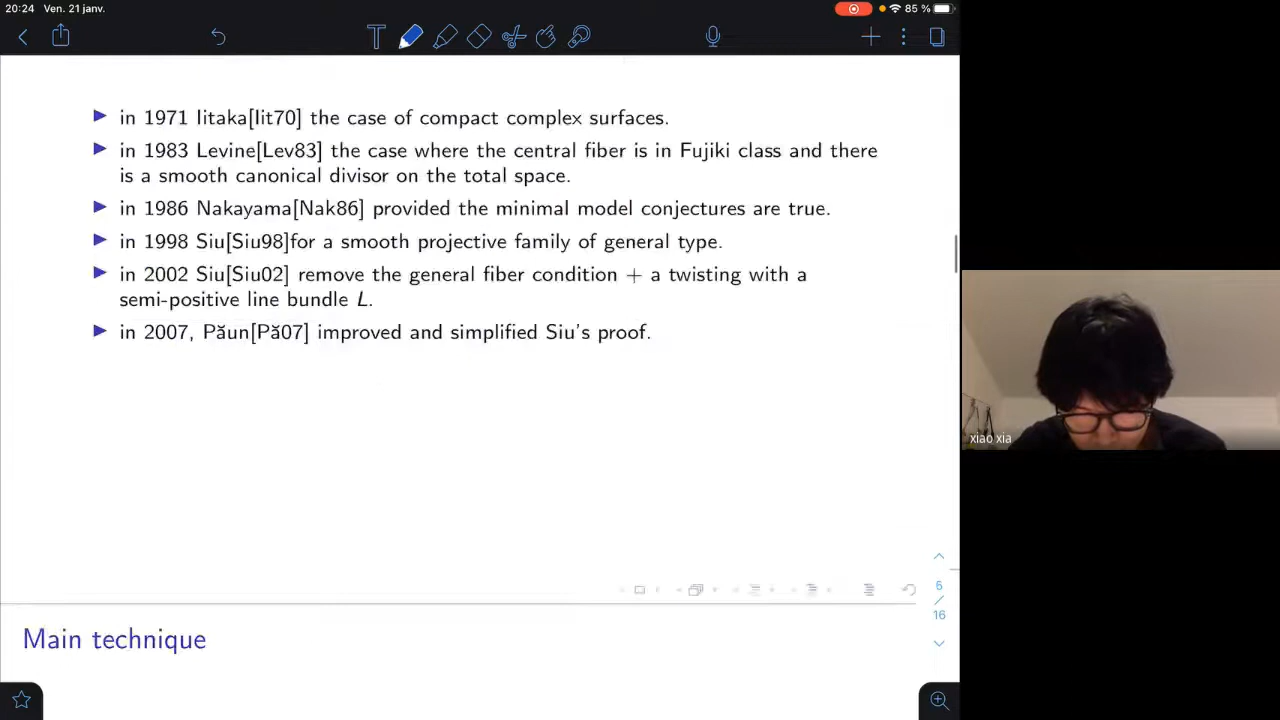 20:24 Ven. 21 janv.
85 %
T
▶ in 1971 Iitaka[Iit70] the case of compact complex surfaces.
▶ in 1983 Levine[Lev83] the case where the central fiber is in Fujiki class and there
is a smooth canonical divisor on the total space.
▶ in 1986 Nakayama[Nak86] provided the minimal model conjectures are true.
▶ in 1998 Siu[Siu98]for a smooth projective family of general type.
▶ in 2002 Siu[Siu02] remove the general fiber condition + a twisting with a
semi-positive line bundle L.
▶ in 2007, Păun[Pă07] improved and simplified Siu's proof.
xiao xia
6
/
16
Main technique